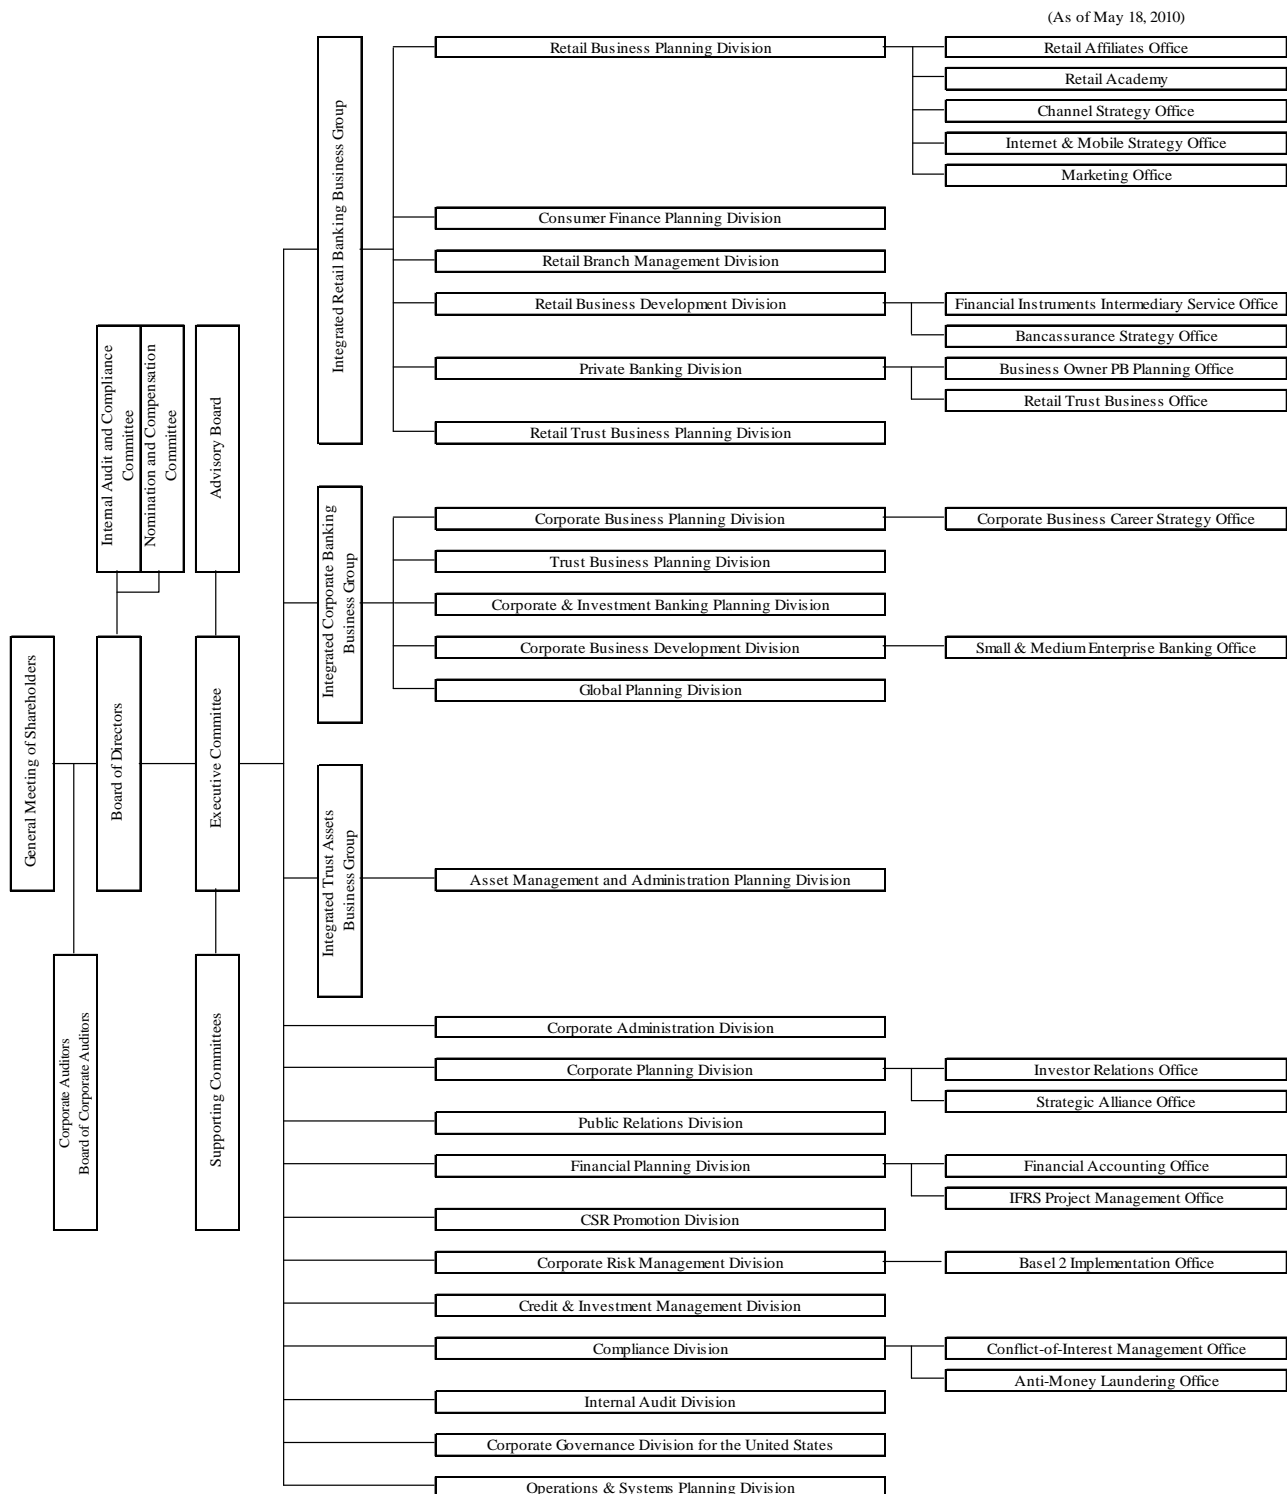 (As of May 18, 2010)
General Meeting of Shareholders
Corporate Auditors
Board of Corporate Auditors
Internal Audit and Compliance
Committee
Nomination and Compensation
Committee
Board of Directors
Advisory Board
Executive Committee
Supporting Committees
Integrated Retail Banking Business Group
Retail Business Planning Division
Retail Affiliates Office
Retail Academy
Channel Strategy Office
Internet & Mobile Strategy Office
Marketing Office
Consumer Finance Planning Division
Retail Branch Management Division
Retail Business Development Division
Financial Instruments Intermediary Service Office
Bancassurance Strategy Office
Private Banking Division
Business Owner PB Planning Office
Retail Trust Business Office
Retail Trust Business Planning Division
Integrated Corporate Banking
Business Group
Corporate Business Planning Division
Corporate Business Career Strategy Office
Trust Business Planning Division
Corporate & Investment Banking Planning Division
Corporate Business Development Division
Small & Medium Enterprise Banking Office
Global Planning Division
Integrated Trust Assets
Business Group
Asset Management and Administration Planning Division
Corporate Administration Division
Corporate Planning Division
Investor Relations Office
Strategic Alliance Office
Public Relations Division
Financial Planning Division
Financial Accounting Office
IFRS Project Management Office
CSR Promotion Division
Corporate Risk Management Division
Basel 2 Implementation Office
Credit & Investment Management Division
Compliance Division
Conflict-of-Interest Management Office
Anti-Money Laundering Office
Internal Audit Division
Corporate Governance Division for the United States
Operations & Systems Planning Division